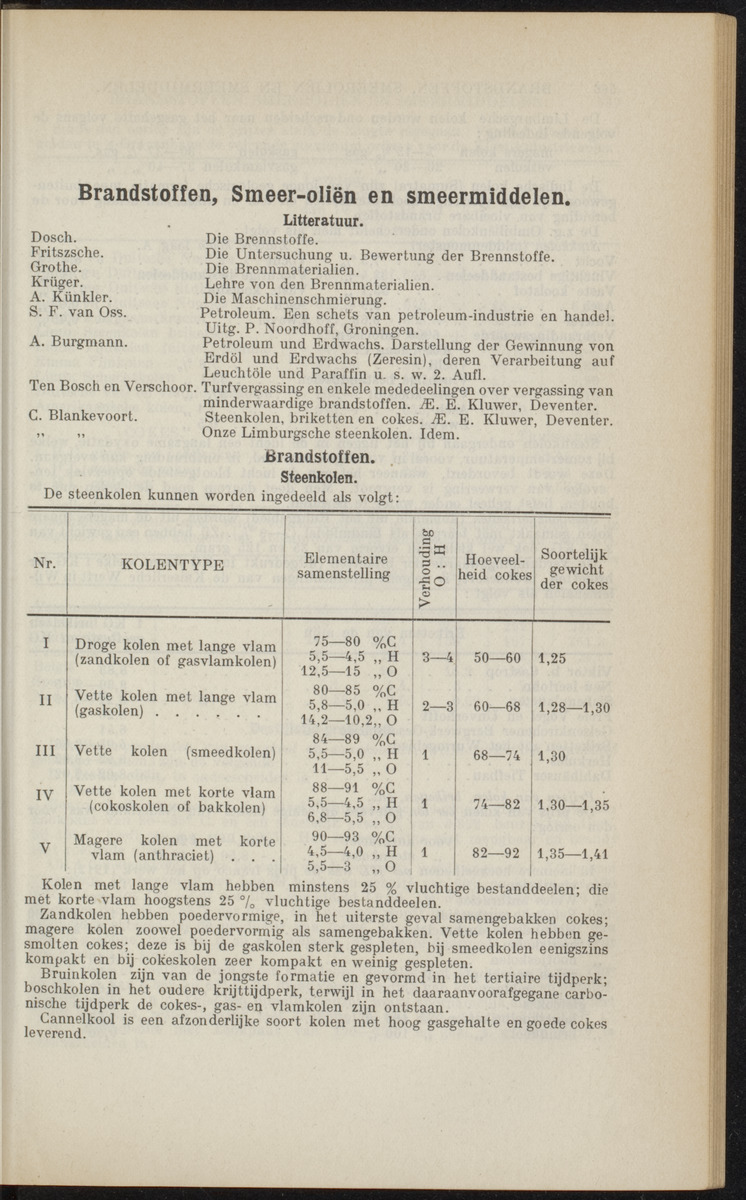 Brandstoffen, Smeer-oliën en smeermiddelen.
Litteratuur.
Dosch. Die Brennstoffe.
Fritszsche. Die Untersuchung u. Bewertung der Brennstoffe.
Grothe. Die Brennmaterialien.
Krüger. Lehre von den Brennmaterialien.
A. Künkler. Die Maschinenschmierung.
S. F. van Oss. Petroleum. Een schets van petroleum-industrie en handel.
Uitg. P. Noordhoff, Groningen.
A. Burgmann. Petroleum und Erdwachs. Darstellung der Gewinnung von
Erdöl und Erdwachs (Zeresin), deren Verarbeitung auf
Leuchtöle und Paraffin u. s. w. 2. Aufl.
Ten Bosch en Verschoor. Turfvergassing en enkele mededeelingen over vergassing van
minderwaardige brandstoffen. Æ. E. Kluwer, Deventer.
C. Blankevoort. Steenkolen, briketten en cokes. Æ. E. Kluwer, Deventer.
„ „ Onze Limburgsche steenkolen. Idem.
Brandstoffen.
Steenkolen.
De steenkolen kunnen worden ingedeeld als volgt:
Nr. KOLENTYPE Elementaire samenstelling Verhouding O : H Hoeveel-heid cokes Soortelijk gewicht der cokes
I Droge kolen met lange vlam 75—80 %C
(zandkolen of gasvlamkolen) 5,5—4,5 „ H 3—4 50—60 1,25
12,5—15 „ O
II Vette kolen met lange vlam 80—85 %C
(gaskolen) . . . . . . 5,8—5,0 „ H 2—3 60—68 1,28—1,30
14,2—10,2 „ O
84—89 %C
III Vette kolen (smeedkolen) 5,5—5,0 „ H 1 68—74 1,30
11—5,5 „ O
IV Vette kolen met korte vlam 88—91 %C
(cokoskolen of bakkolen) 5,5—4,5 „ H 1 74—82 1,30—1,35
6,8—5,5 „ O
V Magere kolen met korte 90—93 %C
vlam (anthraciet) . . . 4,5—4,0 „ H 1 82—92 1,35—1,41
5,5—3 „ O
Kolen met lange vlam hebben minstens 25 % vluchtige bestanddeelen; die
met korte vlam hoogstens 25 % vluchtige bestanddeelen.
Zandkolen hebben poedervormige, in het uiterste geval samengebakken cokes;
magere kolen zoowel poedervormig als samengebakken. Vette kolen hebben ge-
smolten cokes; deze is bij de gaskolen sterk gespleten, bij smeedkolen eenigszins
kompakt en bij cokeskolen zeer kompakt en weinig gespleten.
Bruinkolen zijn van de jongste formatie en gevormd in het tertiaire tijdperk;
boschkolen in het oudere krijttijdperk, terwijl in het daaraanvoorafgegane carbo-
nische tijdperk de cokes-, gas- en vlamkolen zijn ontstaan.
Cannelkool is een afzonderlijke soort kolen met hoog gasgehalte en goede cokes
leverend.